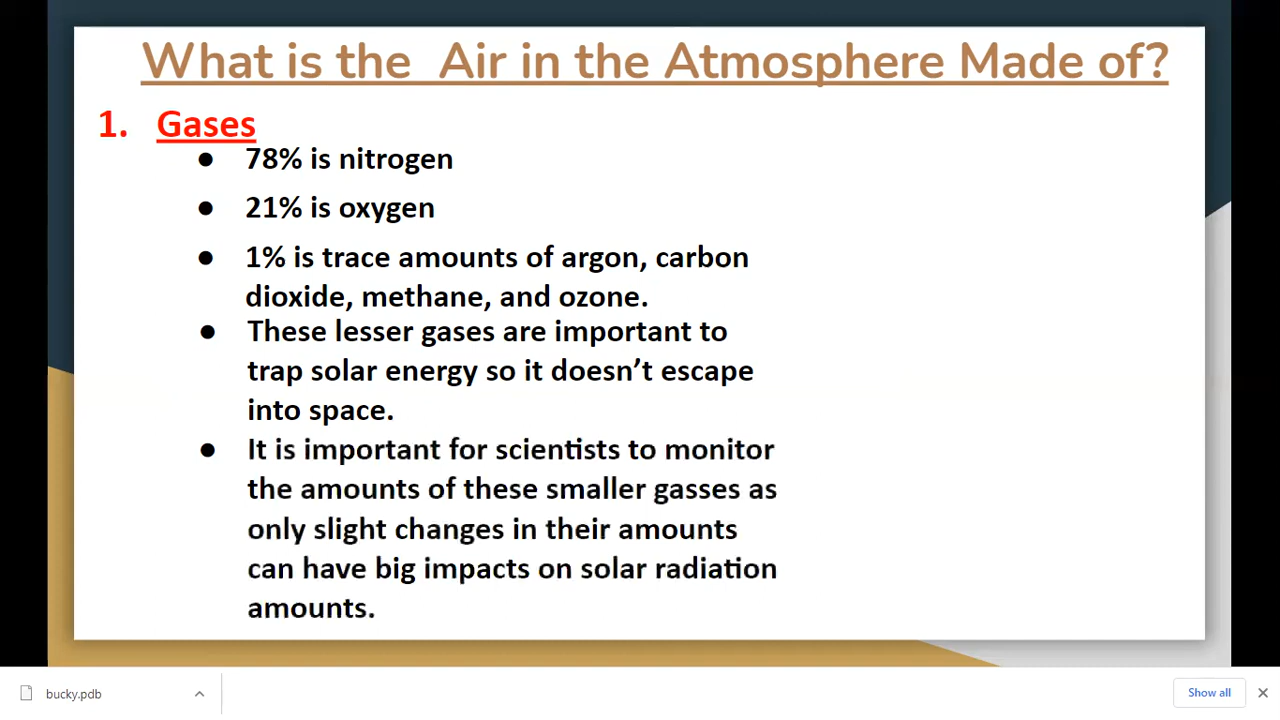 What is the  Air in the Atmosphere Made of?
1. Gases
● 78% is nitrogen
● 21% is oxygen
● 1% is trace amounts of argon, carbon
dioxide, methane, and ozone.
● These lesser gases are important to
trap solar energy so it doesn’t escape
into space.
● It is important for scientists to monitor
the amounts of these smaller gasses as
only slight changes in their amounts
can have big impacts on solar radiation
amounts.
bucky.pdb
Show all